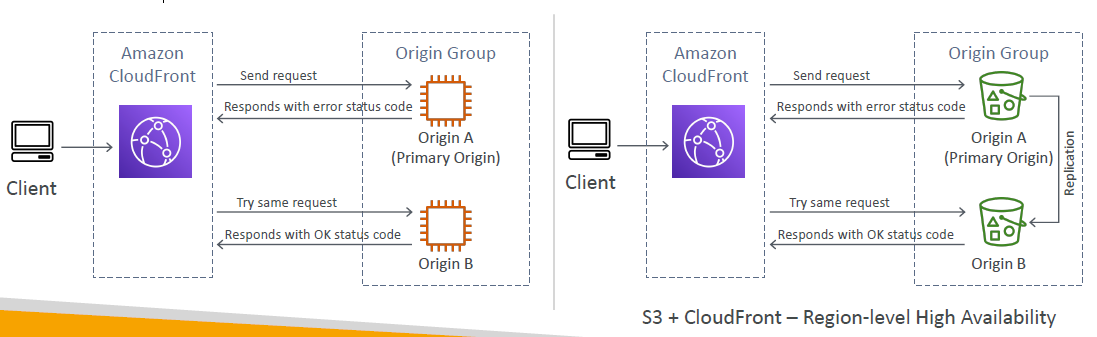 Amazon
CloudFront
Origin Group
Send request
Responds with error status code
Origin A
(Primary Origin)
Client
Try same request
Responds with OK status code
Origin B
Amazon
CloudFront
Origin Group
Send request
Responds with error status code
Origin A
(Primary Origin)
Replication
Client
Try same request
Responds with OK status code
Origin B
S3 + CloudFront – Region-level High Availability